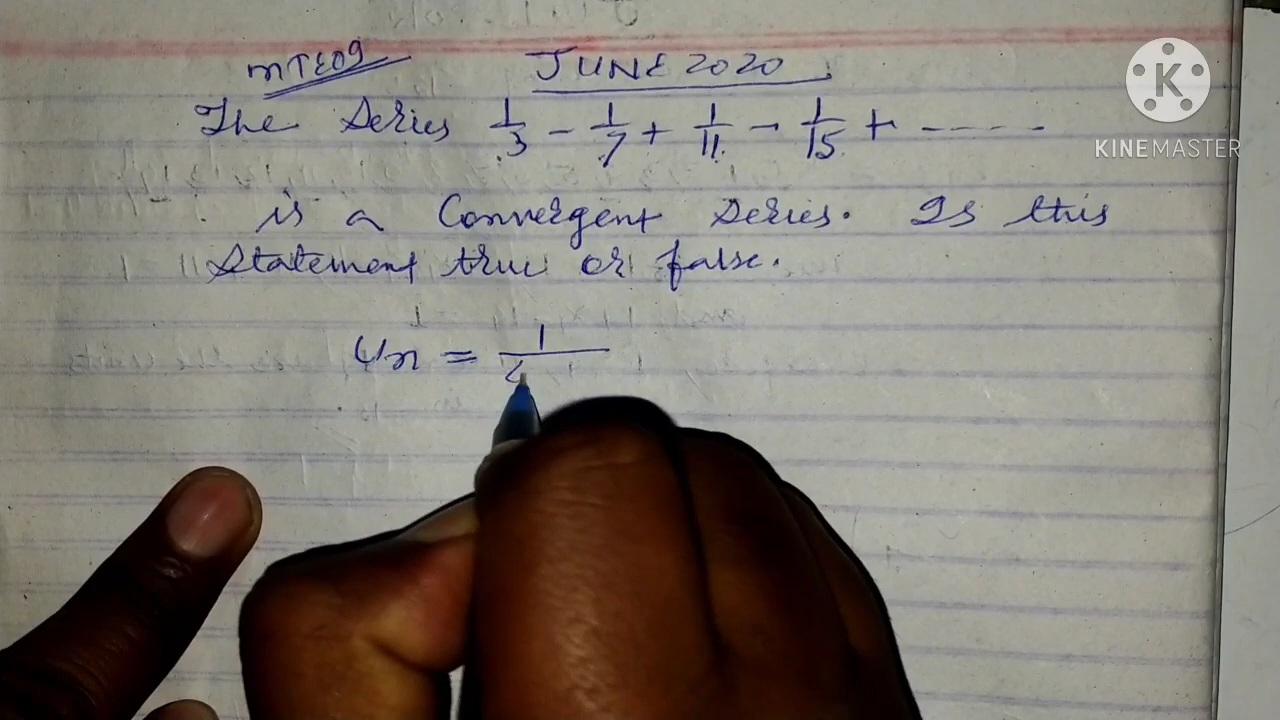 MTE09 JUNE 2020
The Series 1/3 - 1/7 + 1/11 - 1/15 + ----
is a Convergent Series. Is this
Statement true or false.
un = 1/
K
KINEMASTER